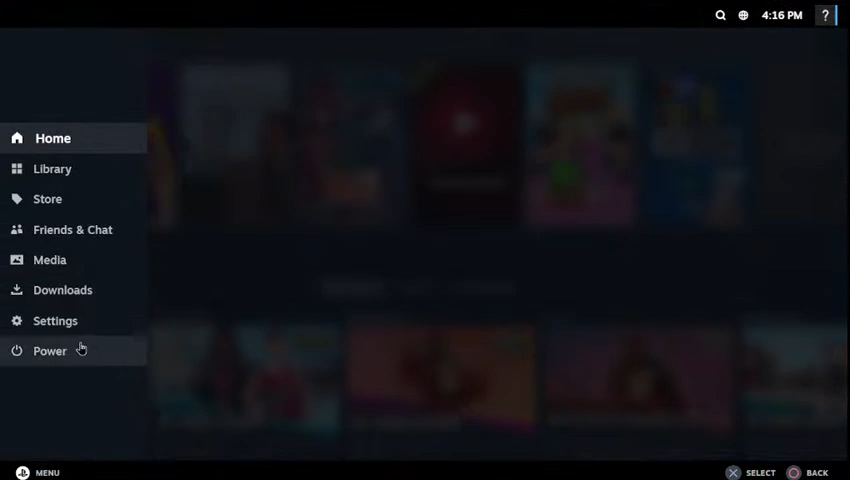 4:16 PM
?
Home
Library
Store
Friends & Chat
Media
Downloads
Settings
Power
MENU
SELECT
BACK